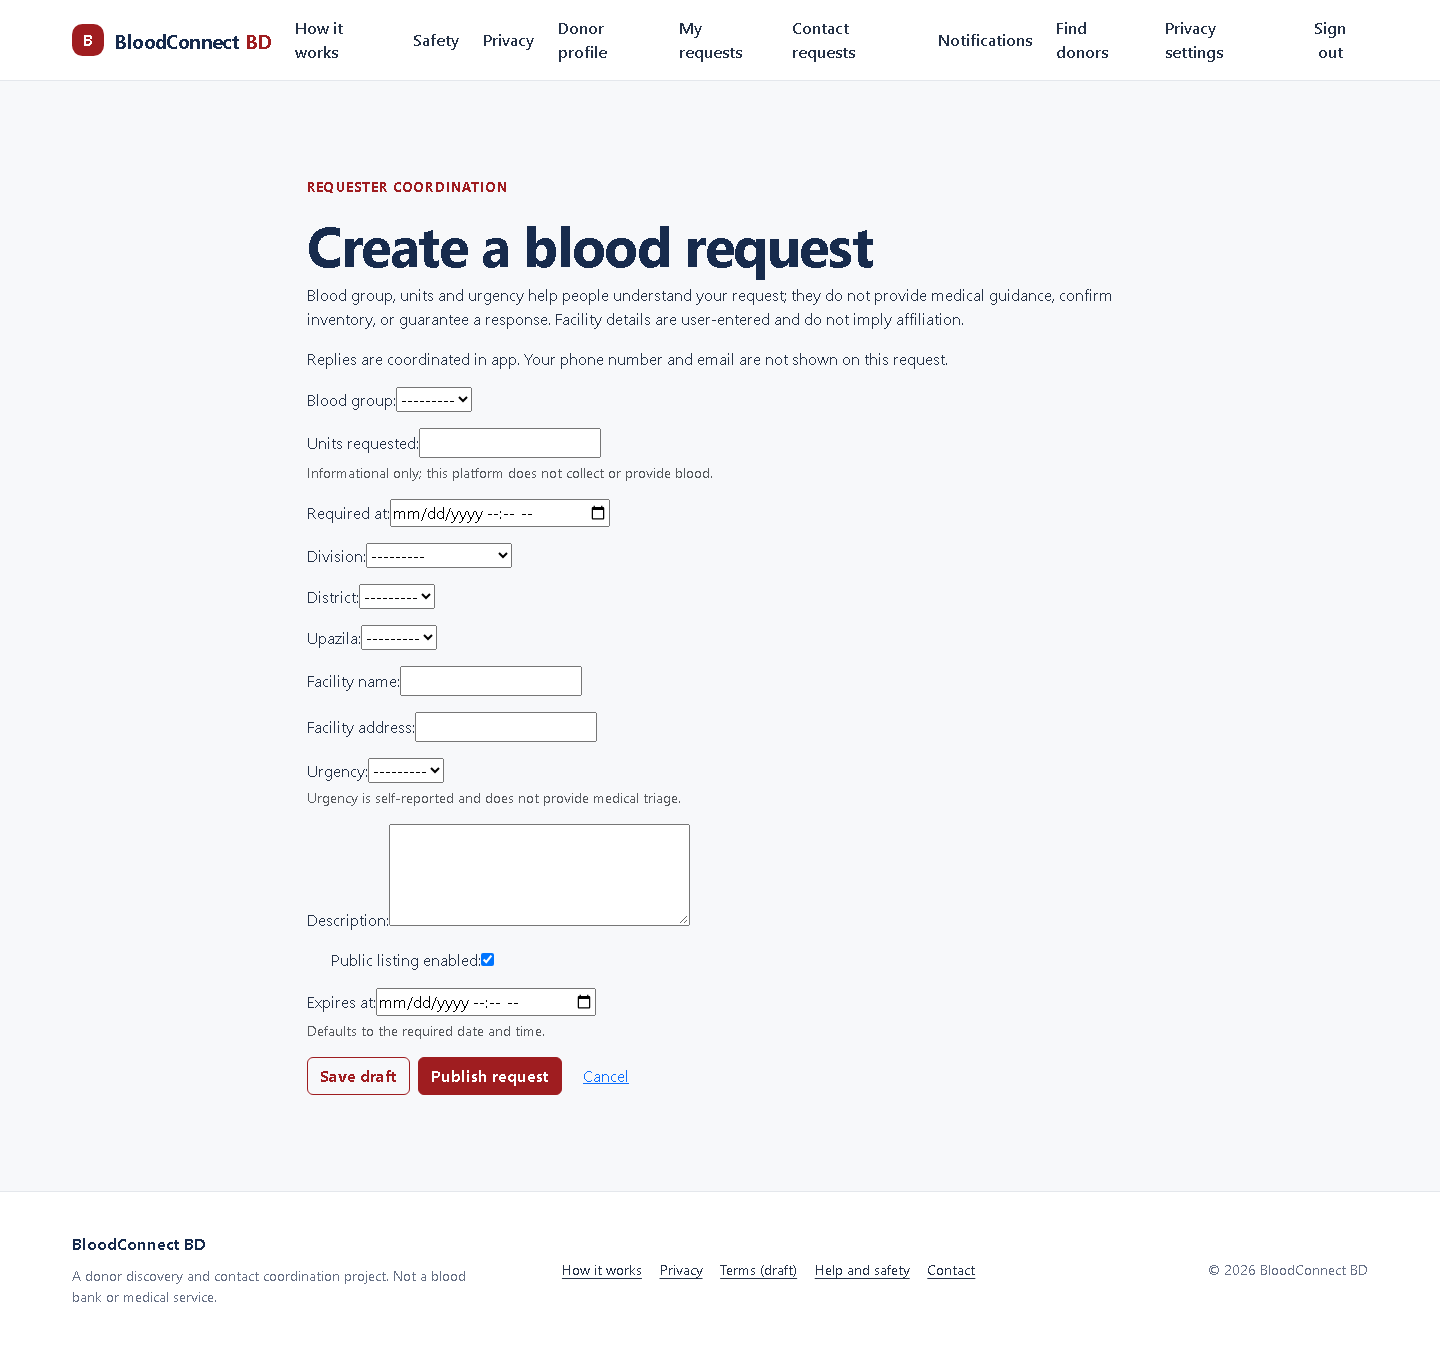 B BloodConnect BD
How it works
Safety
Privacy
Donor profile
My requests
Contact requests
Notifications
Find donors
Privacy settings
Sign out
REQUESTER COORDINATION
Create a blood request
Blood group, units and urgency help people understand your request; they do not provide medical guidance, confirm
inventory, or guarantee a response. Facility details are user-entered and do not imply affiliation.
Replies are coordinated in app. Your phone number and email are not shown on this request.
Blood group: ---------
Units requested:
Informational only; this platform does not collect or provide blood.
Required at: mm/dd/yyyy --:-- --
Division: ---------
District: ---------
Upazila: ---------
Facility name:
Facility address:
Urgency: ---------
Urgency is self-reported and does not provide medical triage.
Description:
Public listing enabled:
Expires at: mm/dd/yyyy --:-- --
Defaults to the required date and time.
Save draft Publish request Cancel
BloodConnect BD
A donor discovery and contact coordination project. Not a blood
bank or medical service.
How it works Privacy Terms (draft) Help and safety Contact
© 2026 BloodConnect BD